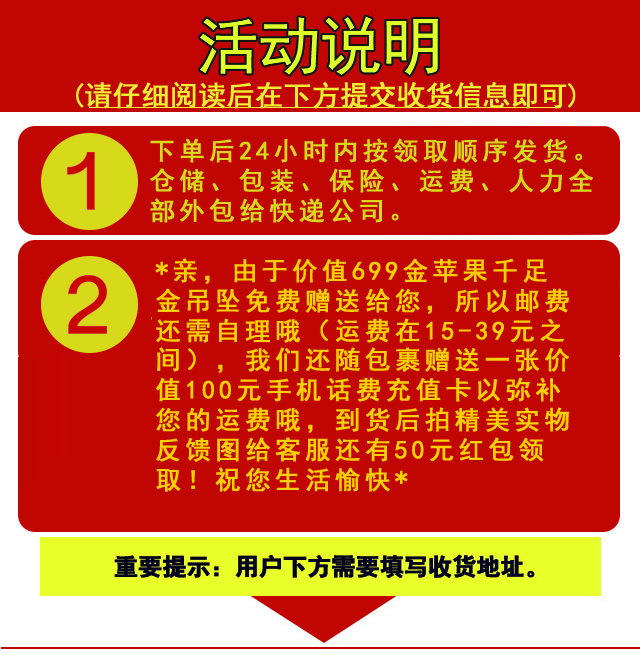 活动说明
(请仔细阅读后在下方提交收货信息即可)
1
下单后24小时内按领取顺序发货。
仓储、包装、保险、运费、人力全
部外包给快递公司。
2
*亲，由于价值699金苹果千足
金吊坠免费赠送给您，所以邮费
还需自理哦（运费在15-39元之
间），我们还随包裹赠送一张价
值100元手机话费充值卡以弥补
您的运费哦，到货后拍精美实物
反馈图给客服还有50元红包领
取！祝您生活愉快*
重要提示：用户下方需要填写收货地址。